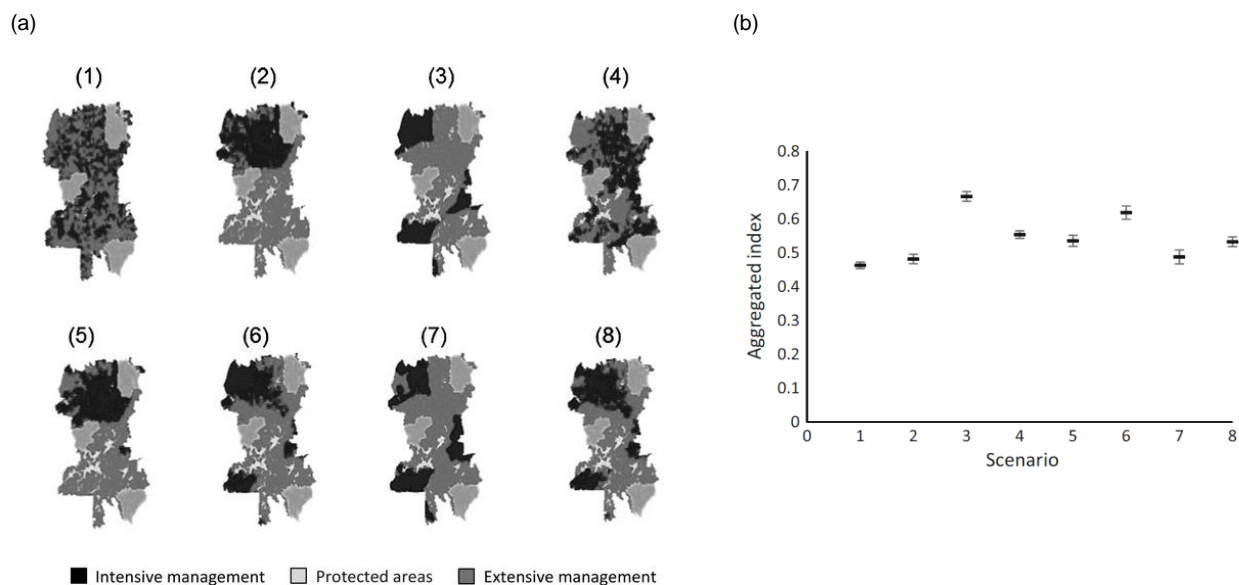 (a)
(1) (2) (3) (4)
(5) (6) (7) (8)
Intensive management Protected areas Extensive management
(b)
Aggregated index
0.8
0.7
0.6
0.5
0.4
0.3
0.2
0.1
0
0 1 2 3 4 5 6 7 8
Scenario